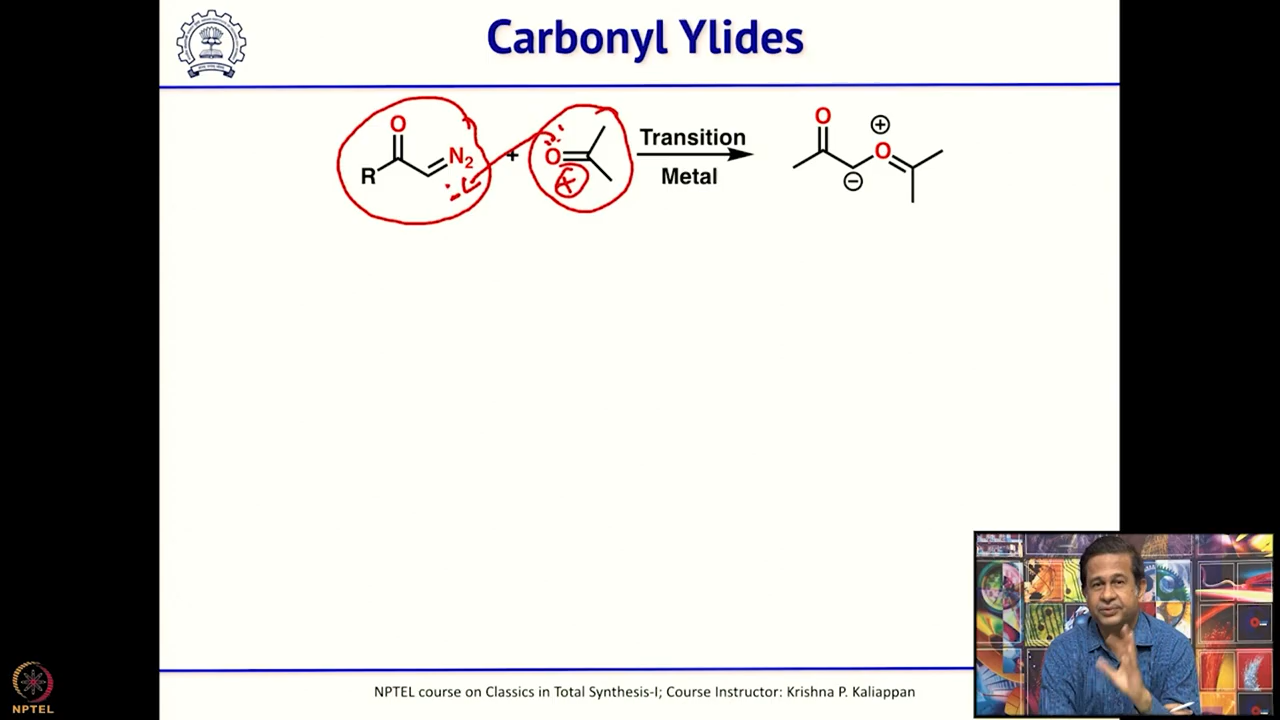 Carbonyl Ylides
O
R
N₂
+
O
+
Transition
Metal
O
+
O
−
NPTEL course on Classics in Total Synthesis-I; Course Instructor: Krishna P. Kaliappan
NPTEL